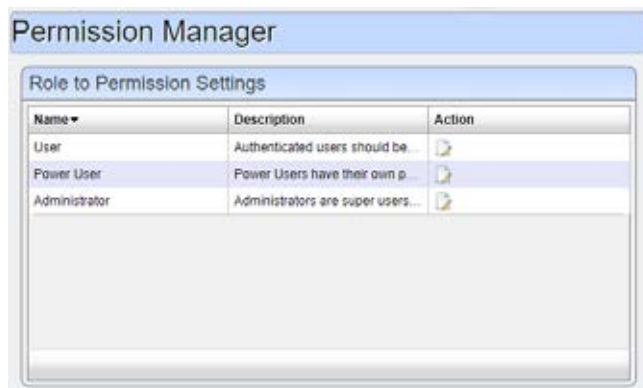 Permission Manager
Role to Permission Settings
Name Description Action
User Authenticated users should be...
Power User Power Users have their own p...
Administrator Administrators are super users...